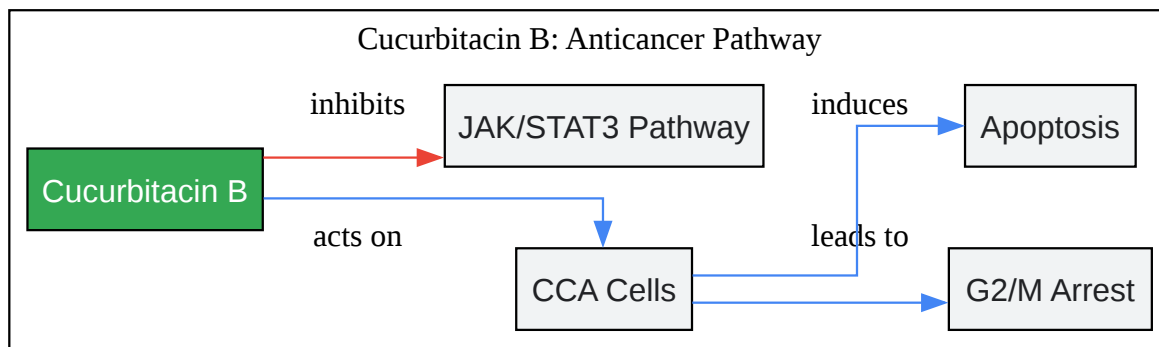 Cucurbitacin B: Anticancer Pathway
inhibits
JAK/STAT3 Pathway
induces
Apoptosis
Cucurbitacin B
acts on
CCA Cells
leads to
G2/M Arrest